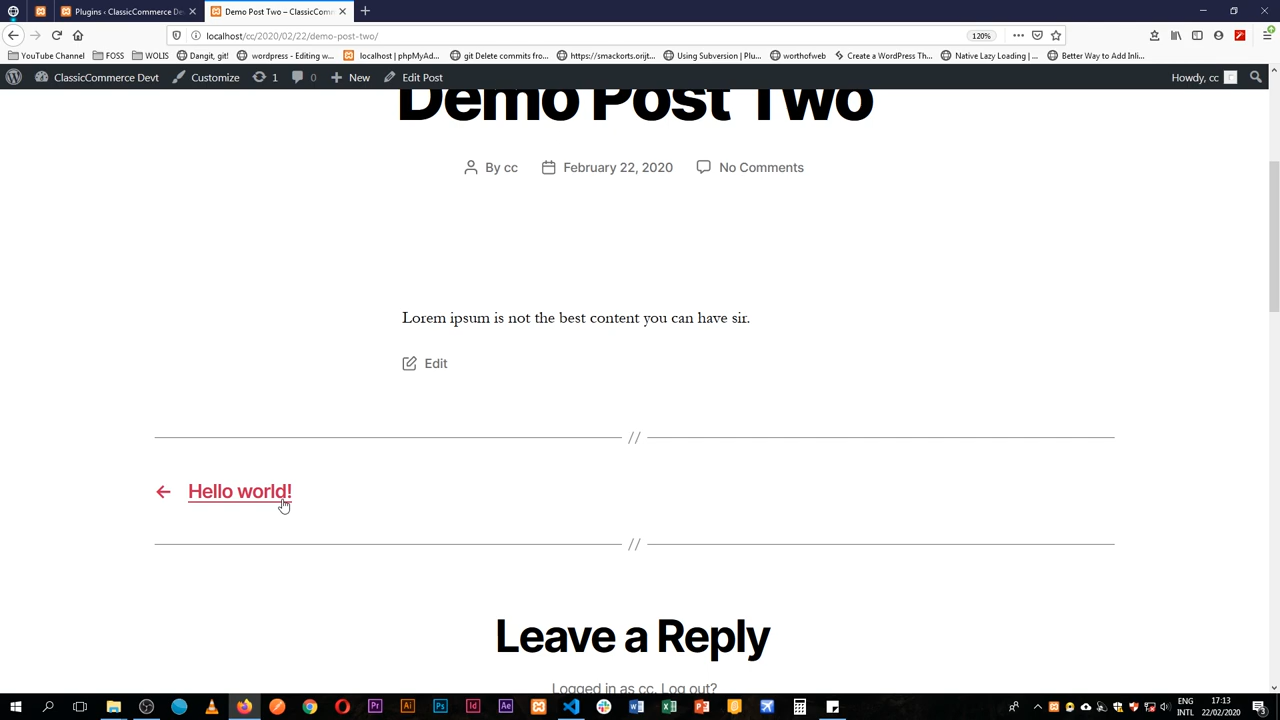 Plugins ‹ ClassicCommerce De
Demo Post Two – ClassicComm
localhost/cc/2020/02/22/demo-post-two/
120%
YouTube Channel
FOSS
WOLIS
Dangit, git!
wordpress - Editing w...
localhost | phpMyAd...
git Delete commits fro...
https://smackorts.orijt...
Using Subversion | Plu...
worthofweb
Create a WordPress Th...
Native Lazy Loading | ...
Better Way to Add Inli...
ClassicCommerce Devt
Customize
1
0
New
Edit Post
Howdy, cc
Demo Post Two
By cc
February 22, 2020
No Comments
Lorem ipsum is not the best content you can have sir.
Edit
//
← Hello world!
//
Leave a Reply
Logged in as cc. Log out?
ENG
INTL
17:13
22/02/2020